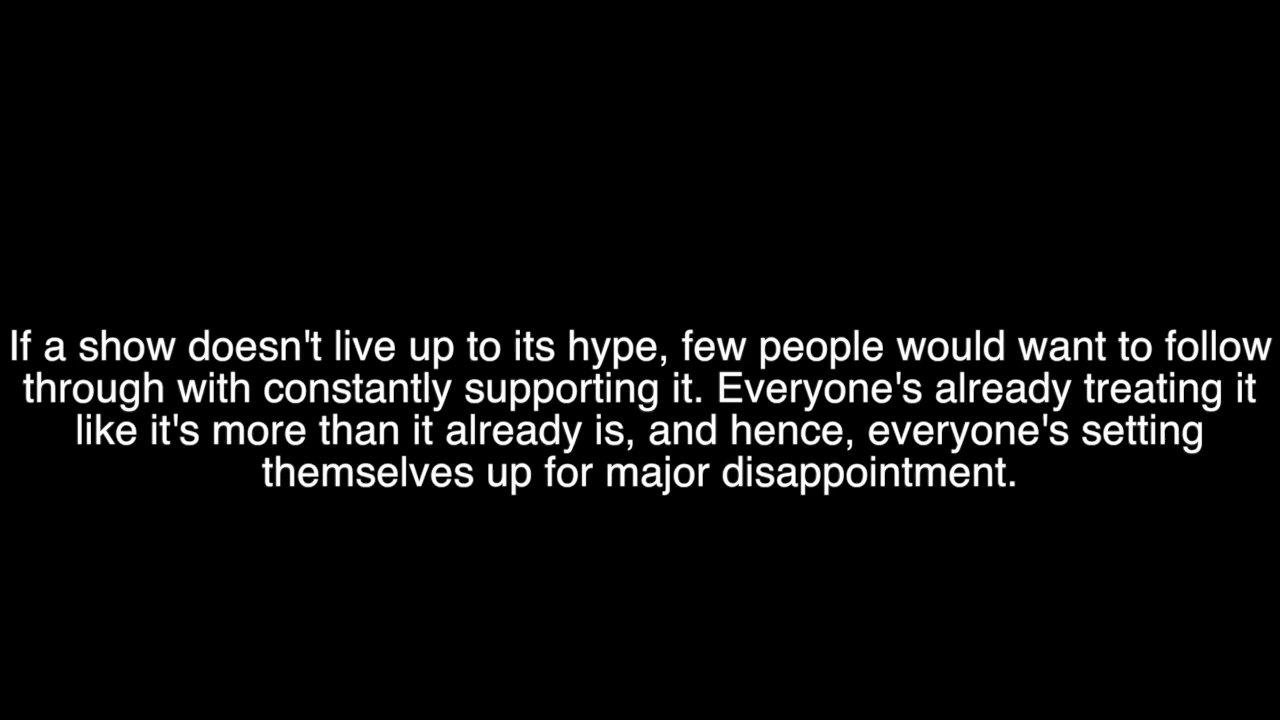 If a show doesn't live up to its hype, few people would want to follow
through with constantly supporting it. Everyone's already treating it
like it's more than it already is, and hence, everyone's setting
themselves up for major disappointment.